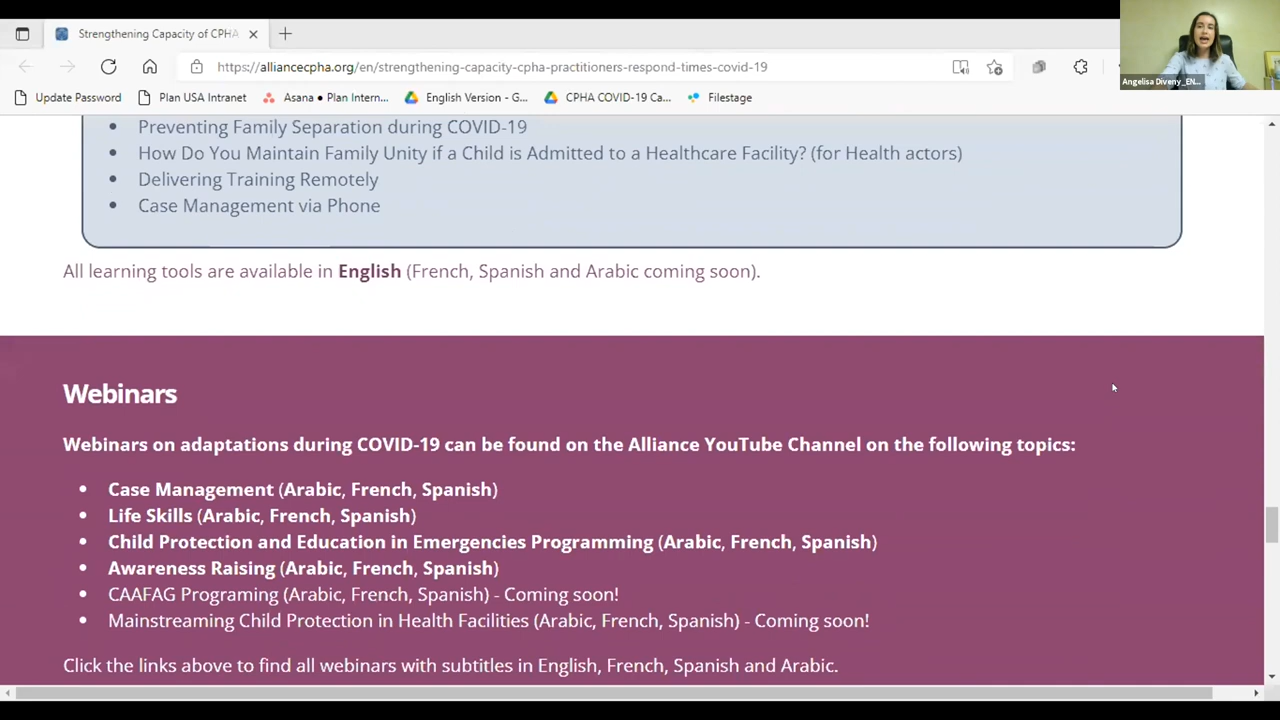 Strengthening Capacity of CPHA
https://alliancecpha.org/en/strengthening-capacity-cpha-practitioners-respond-times-covid-19
Angelisa Diveny_EN...
Update Password
Plan USA Intranet
Asana • Plan Intern...
English Version - G...
CPHA COVID-19 Ca...
Filestage
• Preventing Family Separation during COVID-19
• How Do You Maintain Family Unity if a Child is Admitted to a Healthcare Facility? (for Health actors)
• Delivering Training Remotely
• Case Management via Phone
All learning tools are available in English (French, Spanish and Arabic coming soon).
Webinars
Webinars on adaptations during COVID-19 can be found on the Alliance YouTube Channel on the following topics:
• Case Management (Arabic, French, Spanish)
• Life Skills (Arabic, French, Spanish)
• Child Protection and Education in Emergencies Programming (Arabic, French, Spanish)
• Awareness Raising (Arabic, French, Spanish)
• CAAFAG Programing (Arabic, French, Spanish) - Coming soon!
• Mainstreaming Child Protection in Health Facilities (Arabic, French, Spanish) - Coming soon!
Click the links above to find all webinars with subtitles in English, French, Spanish and Arabic.